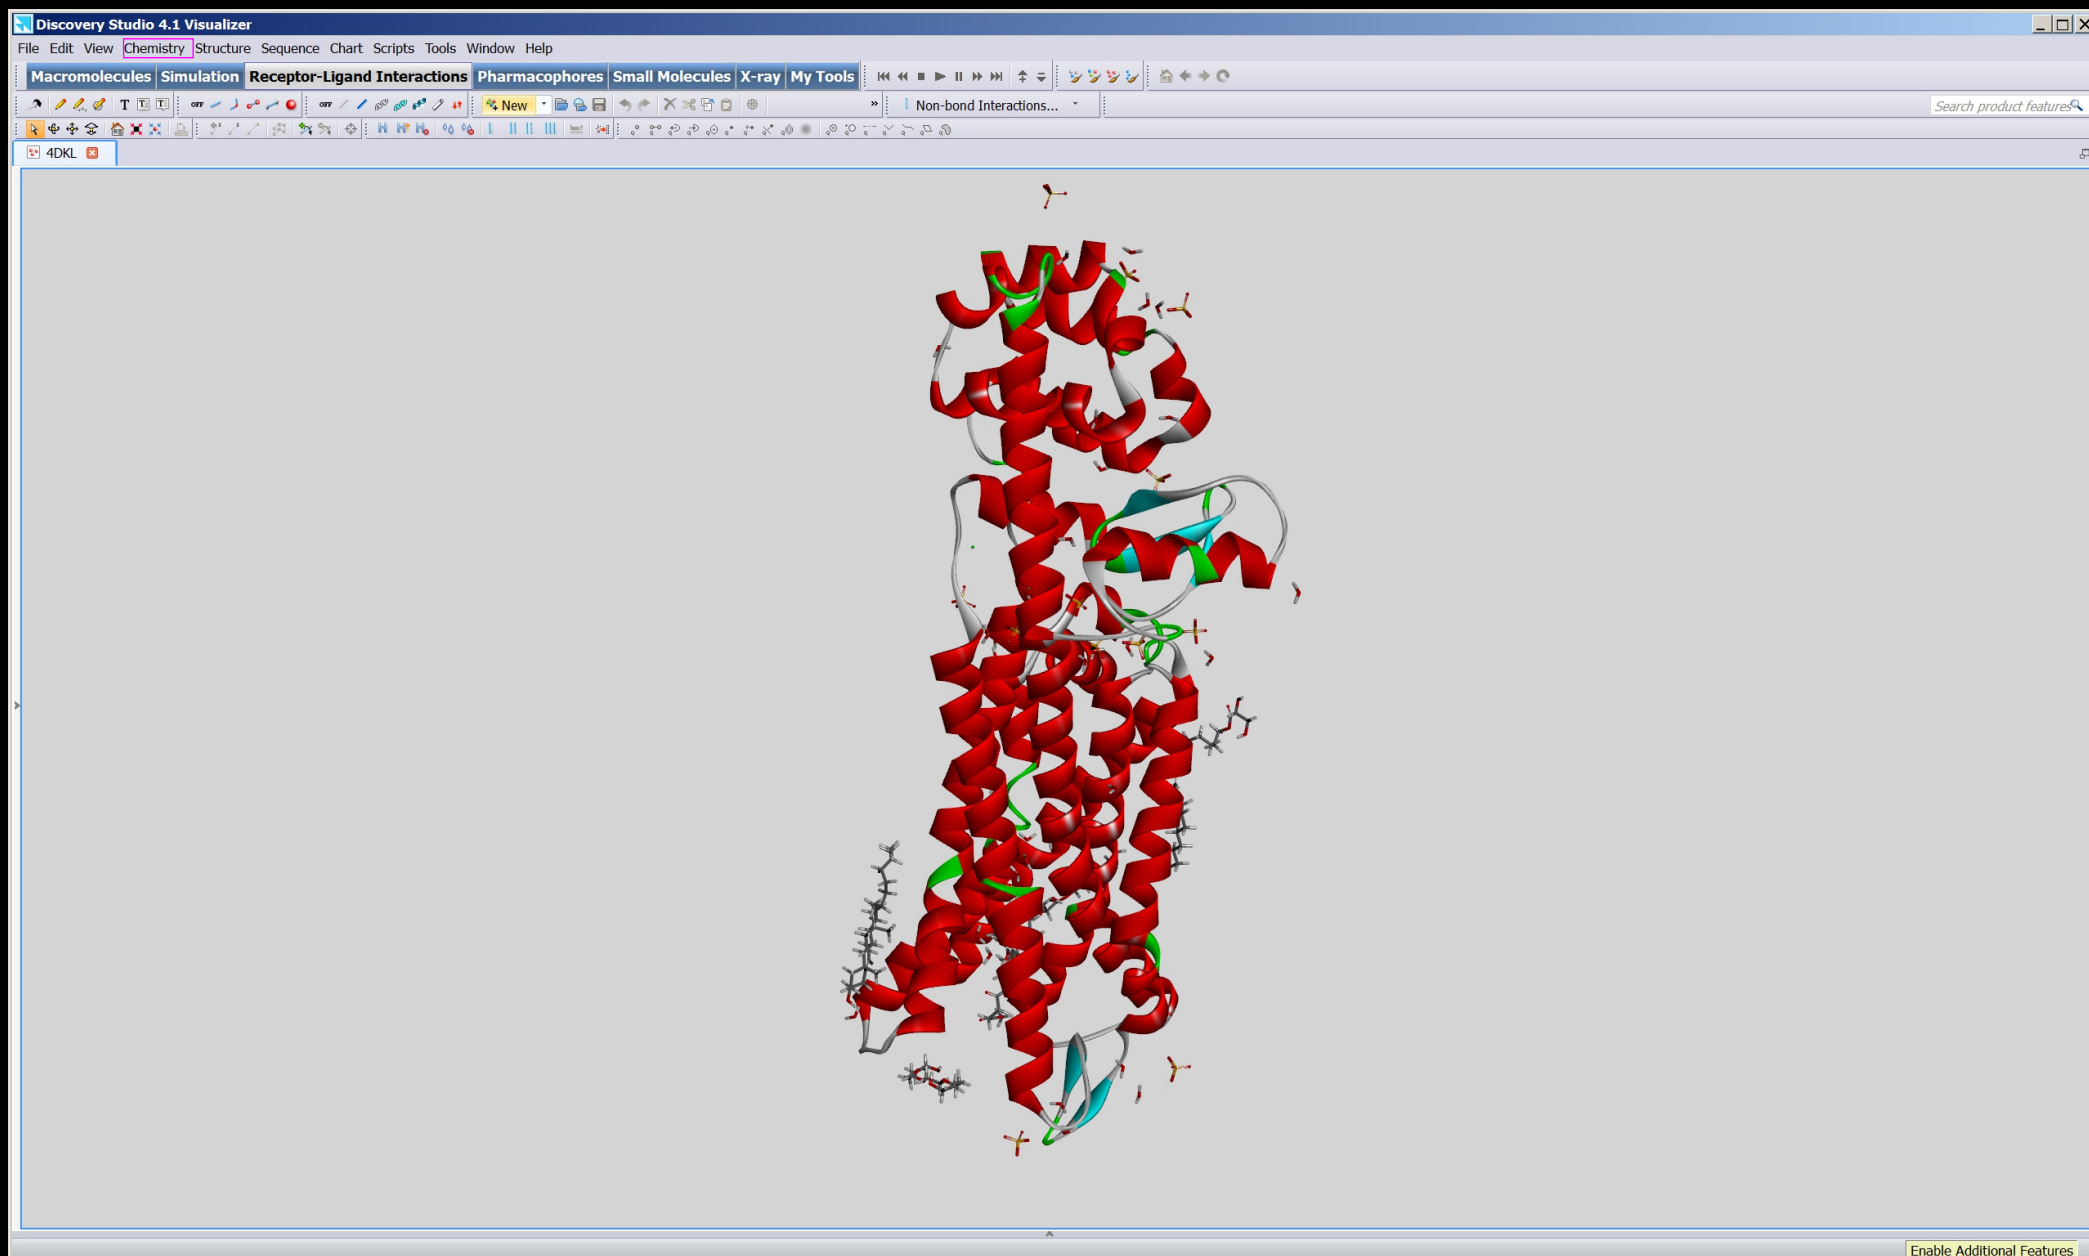 Discovery Studio 4.1 Visualizer
File Edit View Chemistry Structure Sequence Chart Scripts Tools Window Help
Macromolecules Simulation Receptor-Ligand Interactions Pharmacophores Small Molecules X-ray My Tools
OFF OFF New Non-bond Interactions... Search product features
4DKL
Enable Additional Features